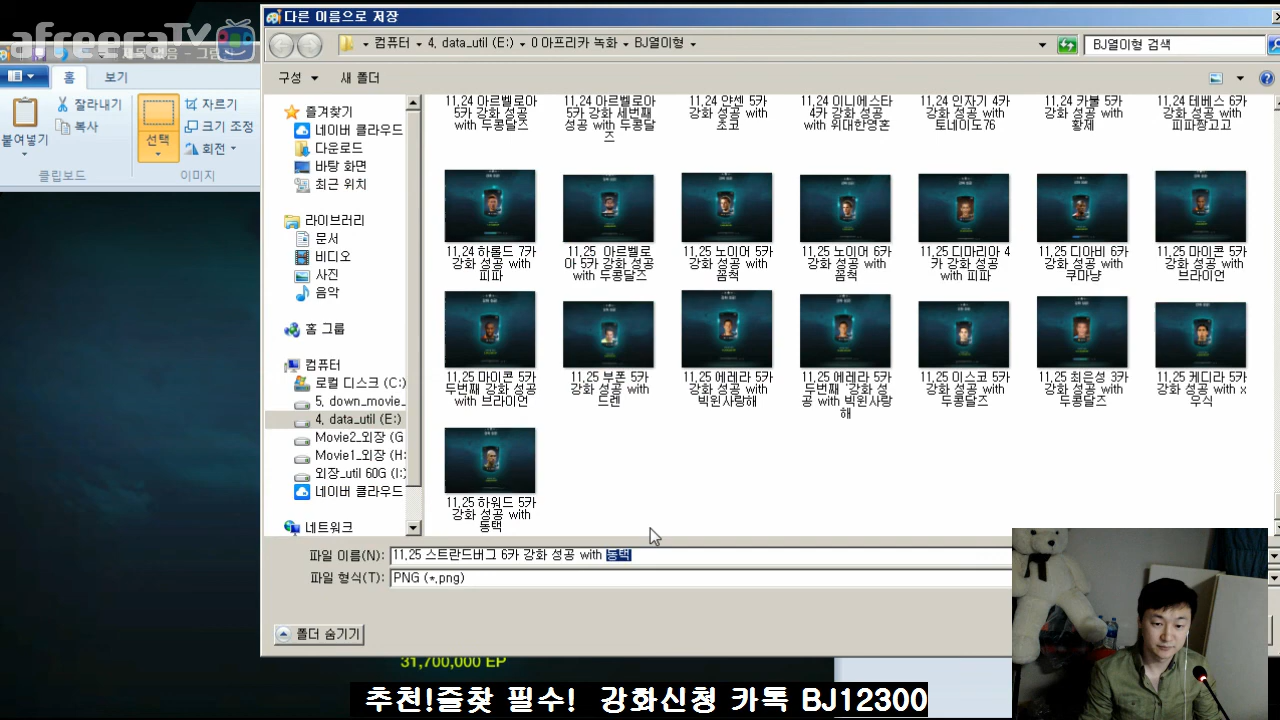 afreecaTV
다른 이름으로 저장
컴퓨터 4. data_util (E:) 0 아프리카 녹화 BJ열이형
BJ열이형 검색
구성 새 폴더
홈 보기
붙여넣기
잘라내기
복사
클립보드
선택
자르기
크기 조정
회전
이미지
즐겨찾기
네이버 클라우드
다운로드
바탕 화면
최근 위치
라이브러리
문서
비디오
사진
음악
홈 그룹
컴퓨터
로컬 디스크 (C:)
5. down_movie_
4. data_util (E:)
Movie2_외장 (G
Movie1_외장 (H:
외장_util 60G (I:)
네이버 클라우드
네트워크
11.24 아르벨로아
5카 강화 성공
with 두콩달즈
11.24 아르벨로아
5카 강화 세번째
성공 with 두콩달
즈
11.24 얀센 5카
강화 성공 with
초코
11.24 이니에스타
4카 강화 성공
with 위대한영혼
11.24 인자기 4카
강화 성공 with
토네이도76
11.24 카불 5카
강화 성공 with
황제
11.24 테베스 6카
강화 성공 with
피파짱고고
11.24 하롤드 7카
강화 성공 with
피파
11.25 아르벨로
아 5카 강화 성공
with 두콩달즈
11.25 노이어 5카
강화 성공 with
11.25 노이어 6카
강화 성공 with
11.25 디마리아 4
카 강화 성공
with 피파
11.25 디아비 6카
강화 성공 with
쿠마냥
11.25 마이콘 5카
강화 성공 with
브라이언
11.25 마이콘 5카
두번째 강화 성공
with 브라이언
11.25 부폰 5카
강화 성공 with
드렌
11.25 에레라 5카
강화 성공 with
빅윈사랑해
11.25 에레라 5카
두번째 강화 성
공 with 빅윈사랑
해
11.25 이스코 5카
강화 성공 with
두콩달즈
11.25 최은성 3카
강화 성공 with
두콩달즈
11.25 케디라 5카
강화 성공 with x
우식
11.25 하워드 5카
강화 성공 with
동택
파일 이름(N): 11.25 스트란드버그 6카 강화 성공 with 동택
파일 형식(T): PNG (*.png)
폴더 숨기기
31,700,000 EP
추천!즐찾 필수! 강화신청 카톡 BJ12300